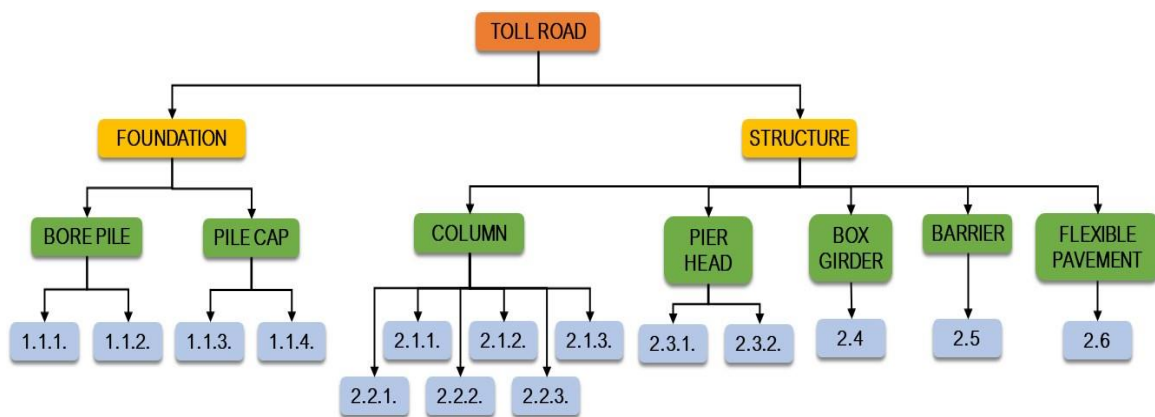 TOLL ROAD
FOUNDATION
STRUCTURE
BORE PILE
PILE CAP
COLUMN
PIER
HEAD
BOX
GIRDER
BARRIER
FLEXIBLE
PAVEMENT
1.1.1.
1.1.2.
1.1.3.
1.1.4.
2.1.1.
2.1.2.
2.1.3.
2.3.1.
2.3.2.
2.4
2.5
2.6
2.2.1.
2.2.2.
2.2.3.